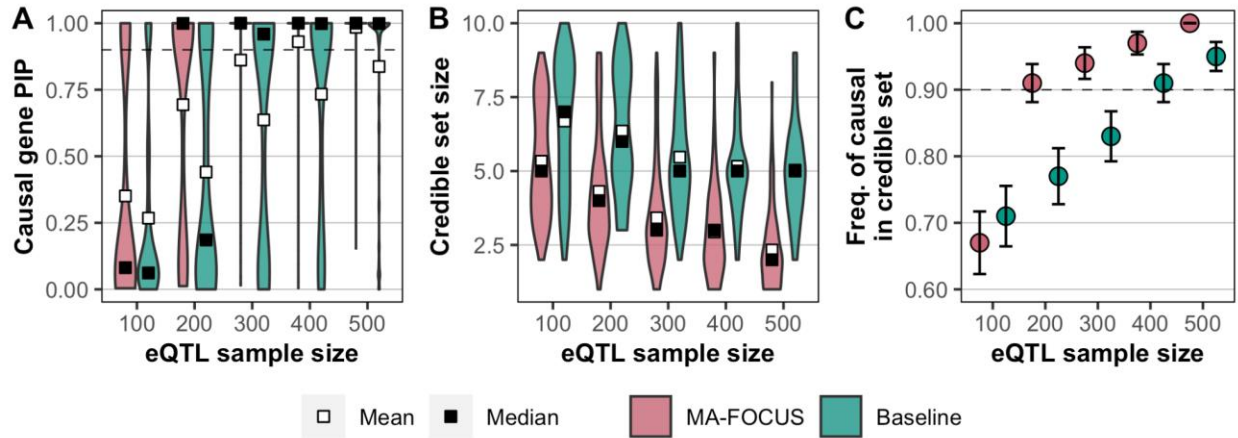 A
Causal gene PIP
1.00
0.75
0.50
0.25
0.00
100 200 300 400 500
eQTL sample size
B
Credible set size
10.0
7.5
5.0
2.5
100 200 300 400 500
eQTL sample size
C
Freq. of causal
in credible set
1.00
0.90
0.80
0.70
0.60
100 200 300 400 500
eQTL sample size
Mean Median MA-FOCUS Baseline